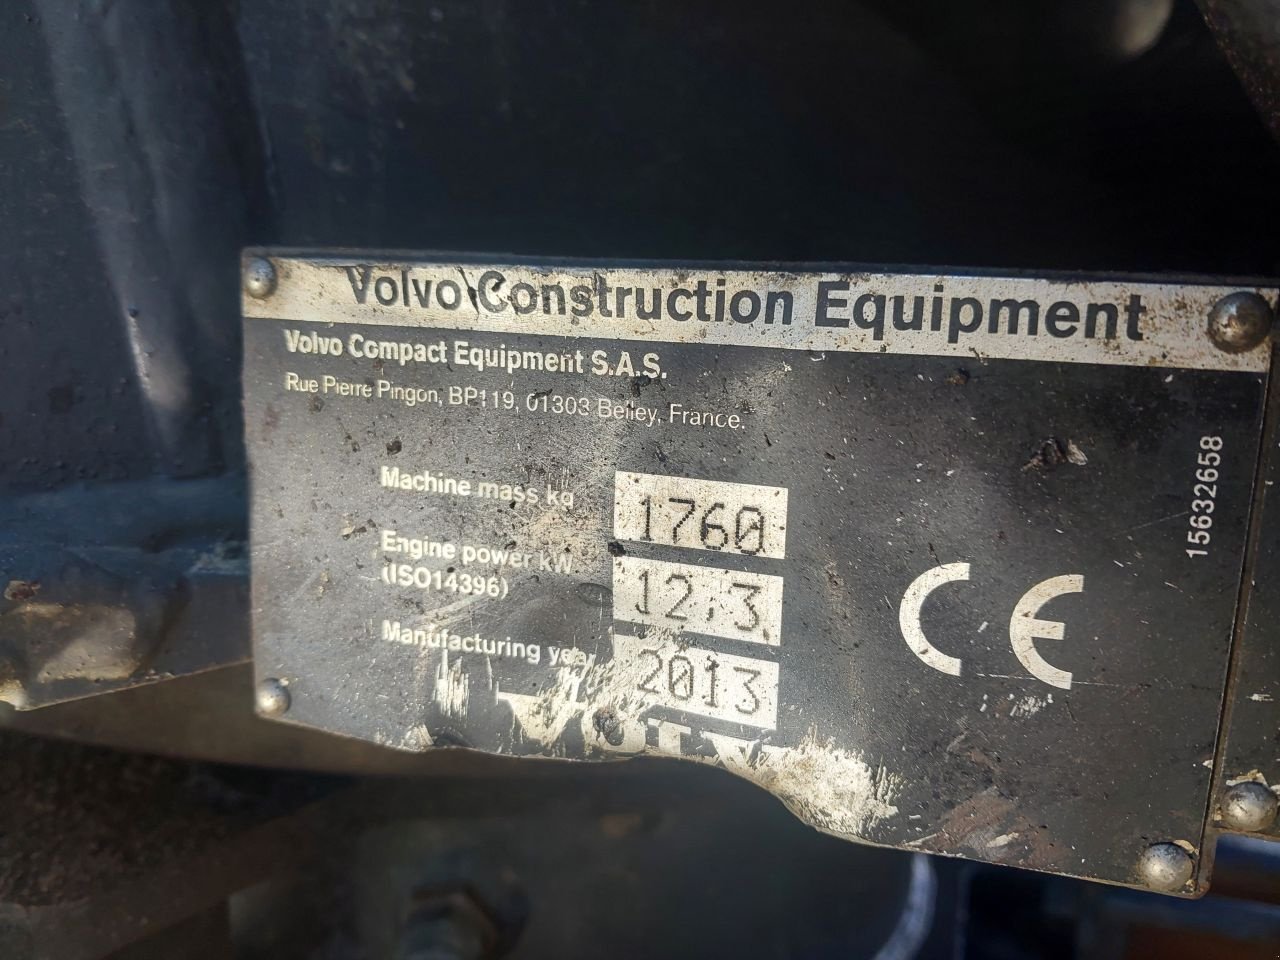 Volvo Construction Equipment
Volvo Compact Equipment S.A.S.
Rue Pierre Pingon, BP119, 01303 Belley, France.
Machine mass kg 1760
Engine power kW 12,3
(ISO14396)
Manufacturing year 2013
CE
15632658